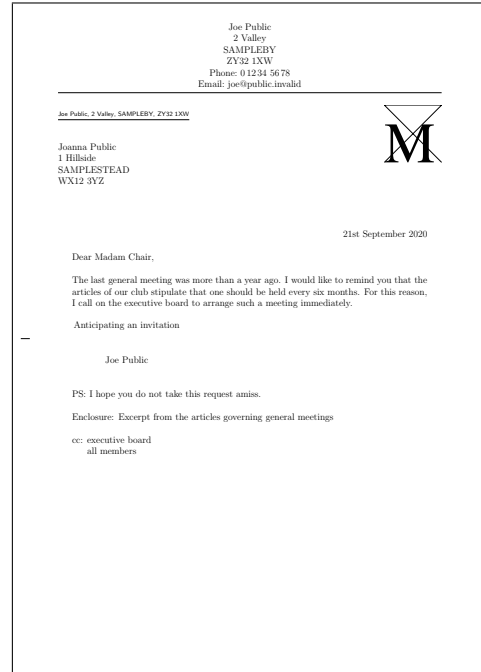 Joe Public
2 Valley
SAMPLEBY
ZY32 1XW
Phone: 0 12 34 56 78
Email: joe@public.invalid
Joe Public, 2 Valley, SAMPLEBY, ZY32 1XW
M
Joanna Public
1 Hillside
SAMPLESTEAD
WX12 3YZ
21st September 2020
Dear Madam Chair,
The last general meeting was more than a year ago. I would like to remind you that the
articles of our club stipulate that one should be held every six months. For this reason,
I call on the executive board to arrange such a meeting immediately.
Anticipating an invitation
Joe Public
PS: I hope you do not take this request amiss.
Enclosure: Excerpt from the articles governing general meetings
cc: executive board
all members